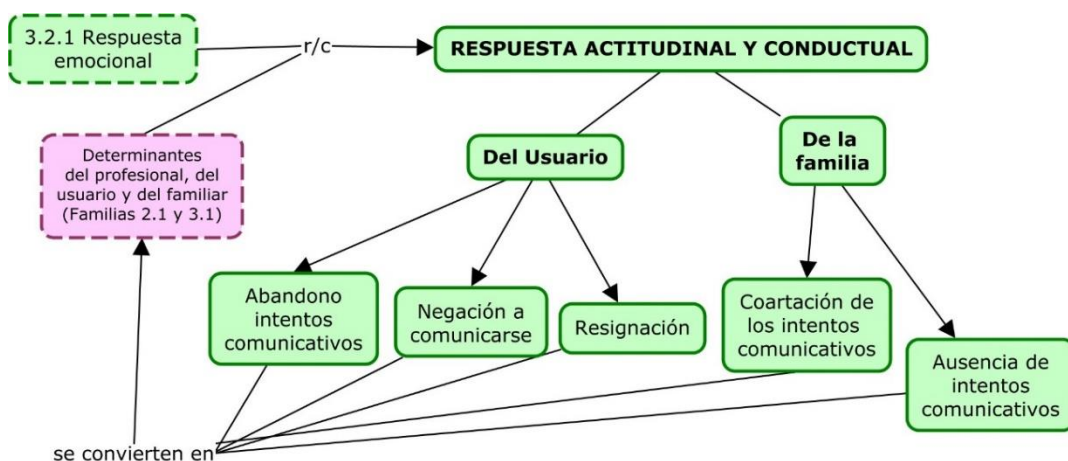 3.2.1 Respuesta
emocional
r/c
RESPUESTA ACTITUDINAL Y CONDUCTUAL
Determinantes
del profesional, del
usuario y del familiar
(Familias 2.1 y 3.1)
Del Usuario
De la
familia
Abandono
intentos
comunicativos
Negación a
comunicarse
Resignación
Coartación de
los intentos
comunicativos
Ausencia de
intentos
comunicativos
se convierten en